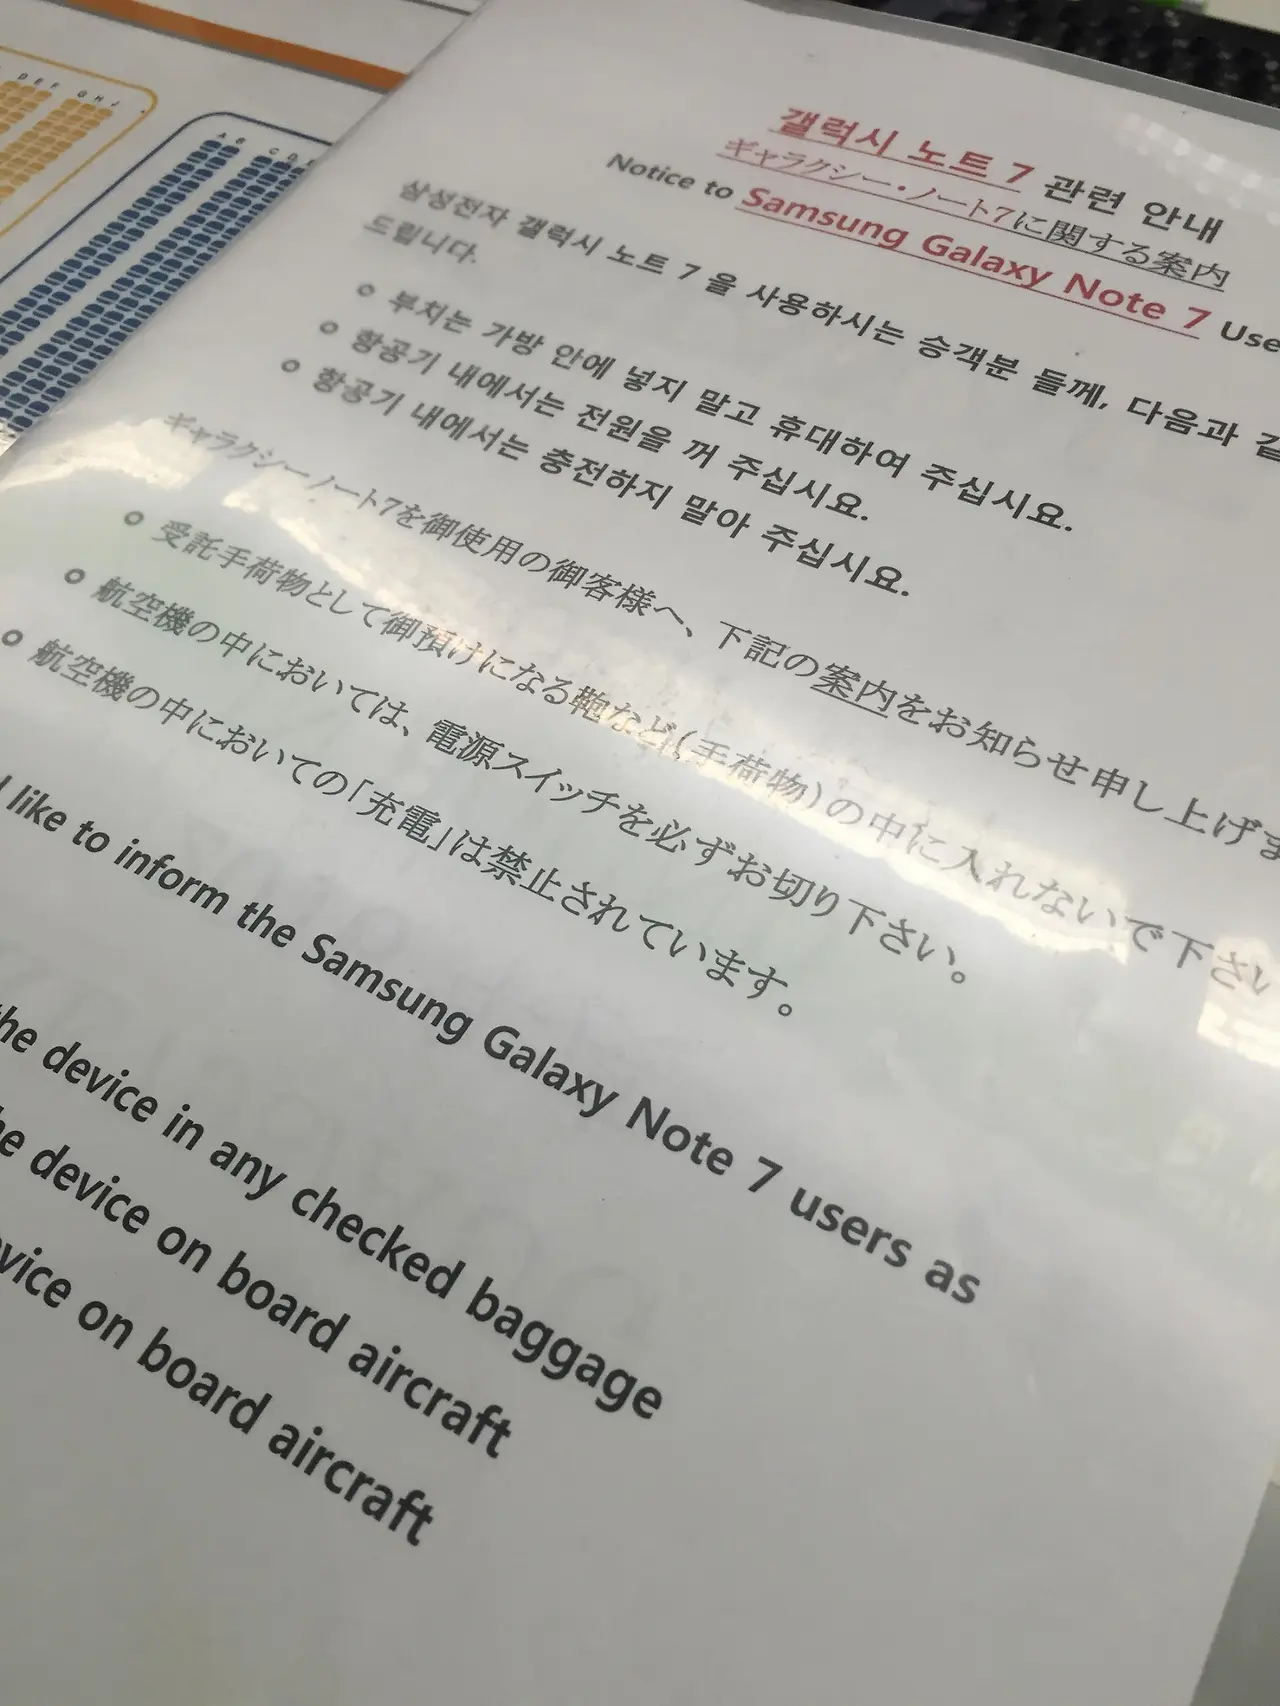 D E F G H J
A B C D E
갤럭시 노트 7 관련 안내
ギャラクシー・ノート7に関する案内
Notice to Samsung Galaxy Note 7 Use
삼성전자 갤럭시 노트 7 을 사용하시는 승객분 들께, 다음과
드립니다.
부치는 가방 안에 넣지 말고 휴대하여 주십시요.
항공기 내에서는 전원을 꺼 주십시요.
항공기 내에서는 충전하지 말아 주십시요.
ギャラクシーノート7を御使用の御客様へ、下記の案内をお知らせ申し上げま
受託手荷物として御預けになる鞄など(手荷物)の中に入れないで下さい
航空機の中においては、電源スイッチを必ずお切り下さい。
航空機の中においての「充電」は禁止されています。
like to inform the Samsung Galaxy Note 7 users as
the device in any checked baggage
he device on board aircraft
vice on board aircraft